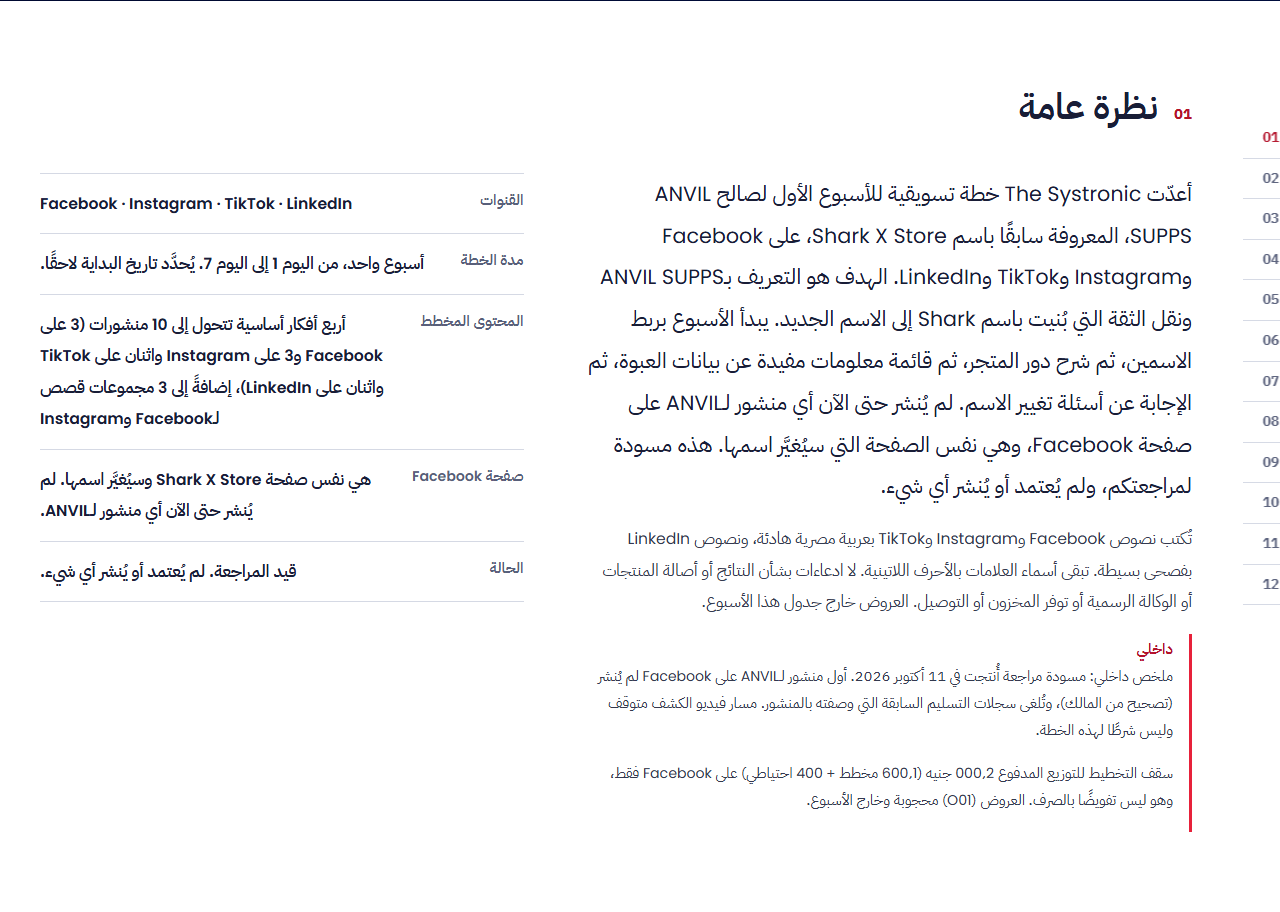 01 نظرة عامة
أعدّت The Systronic خطة تسويقية للأسبوع الأول لصالح ANVIL
SUPPS، المعروفة سابقًا باسم Shark X Store، على Facebook
وInstagram وTikTok وLinkedIn. الهدف هو التعريف بـANVIL SUPPS
ونقل الثقة التي بُنيت باسم Shark إلى الاسم الجديد. يبدأ الأسبوع بربط
الاسمين، ثم شرح دور المتجر، ثم قائمة معلومات مفيدة عن بيانات العبوة، ثم
الإجابة عن أسئلة تغيير الاسم. لم يُنشر حتى الآن أي منشور لـANVIL على
صفحة Facebook، وهي نفس الصفحة التي سيُغيَّر اسمها. هذه مسودة
لمراجعتكم، ولم يُعتمد أو يُنشر أي شيء.
تُكتب نصوص Facebook وInstagram وTikTok بعربية مصرية هادئة، ونصوص LinkedIn
بفصحى بسيطة. تبقى أسماء العلامات بالأحرف اللاتينية. لا ادعاءات بشأن النتائج أو أصالة المنتجات
أو الوكالة الرسمية أو توفر المخزون أو التوصيل. العروض خارج جدول هذا الأسبوع.
داخلي
ملخص داخلي: مسودة مراجعة أُنتجت في 11 أكتوبر 2026. أول منشور لـANVIL على Facebook لم يُنشر
(تصحيح من المالك)، وتُلغى سجلات التسليم السابقة التي وصفته بالمنشور. مسار فيديو الكشف متوقف
وليس شرطًا لهذه الخطة.
سقف التخطيط للتوزيع المدفوع 000,2 جنيه (600,1 مخطط + 400 احتياطي) على Facebook فقط،
وهو ليس تفويضًا بالصرف. العروض (O01) محجوبة وخارج الأسبوع.
القنوات
Facebook · Instagram · TikTok · LinkedIn
مدة الخطة
أسبوع واحد، من اليوم 1 إلى اليوم 7. يُحدَّد تاريخ البداية لاحقًا.
المحتوى المخطط
أربع أفكار أساسية تتحول إلى 10 منشورات (3 على
Facebook و3 على Instagram واثنان على TikTok
واثنان على LinkedIn)، إضافةً إلى 3 مجموعات قصص
لـFacebook وInstagram
صفحة Facebook
هي نفس صفحة Shark X Store وسيُغيَّر اسمها. لم
يُنشر حتى الآن أي منشور لـANVIL.
الحالة
قيد المراجعة. لم يُعتمد أو يُنشر أي شيء.
01
02
03
04
05
06
07
08
09
10
11
12